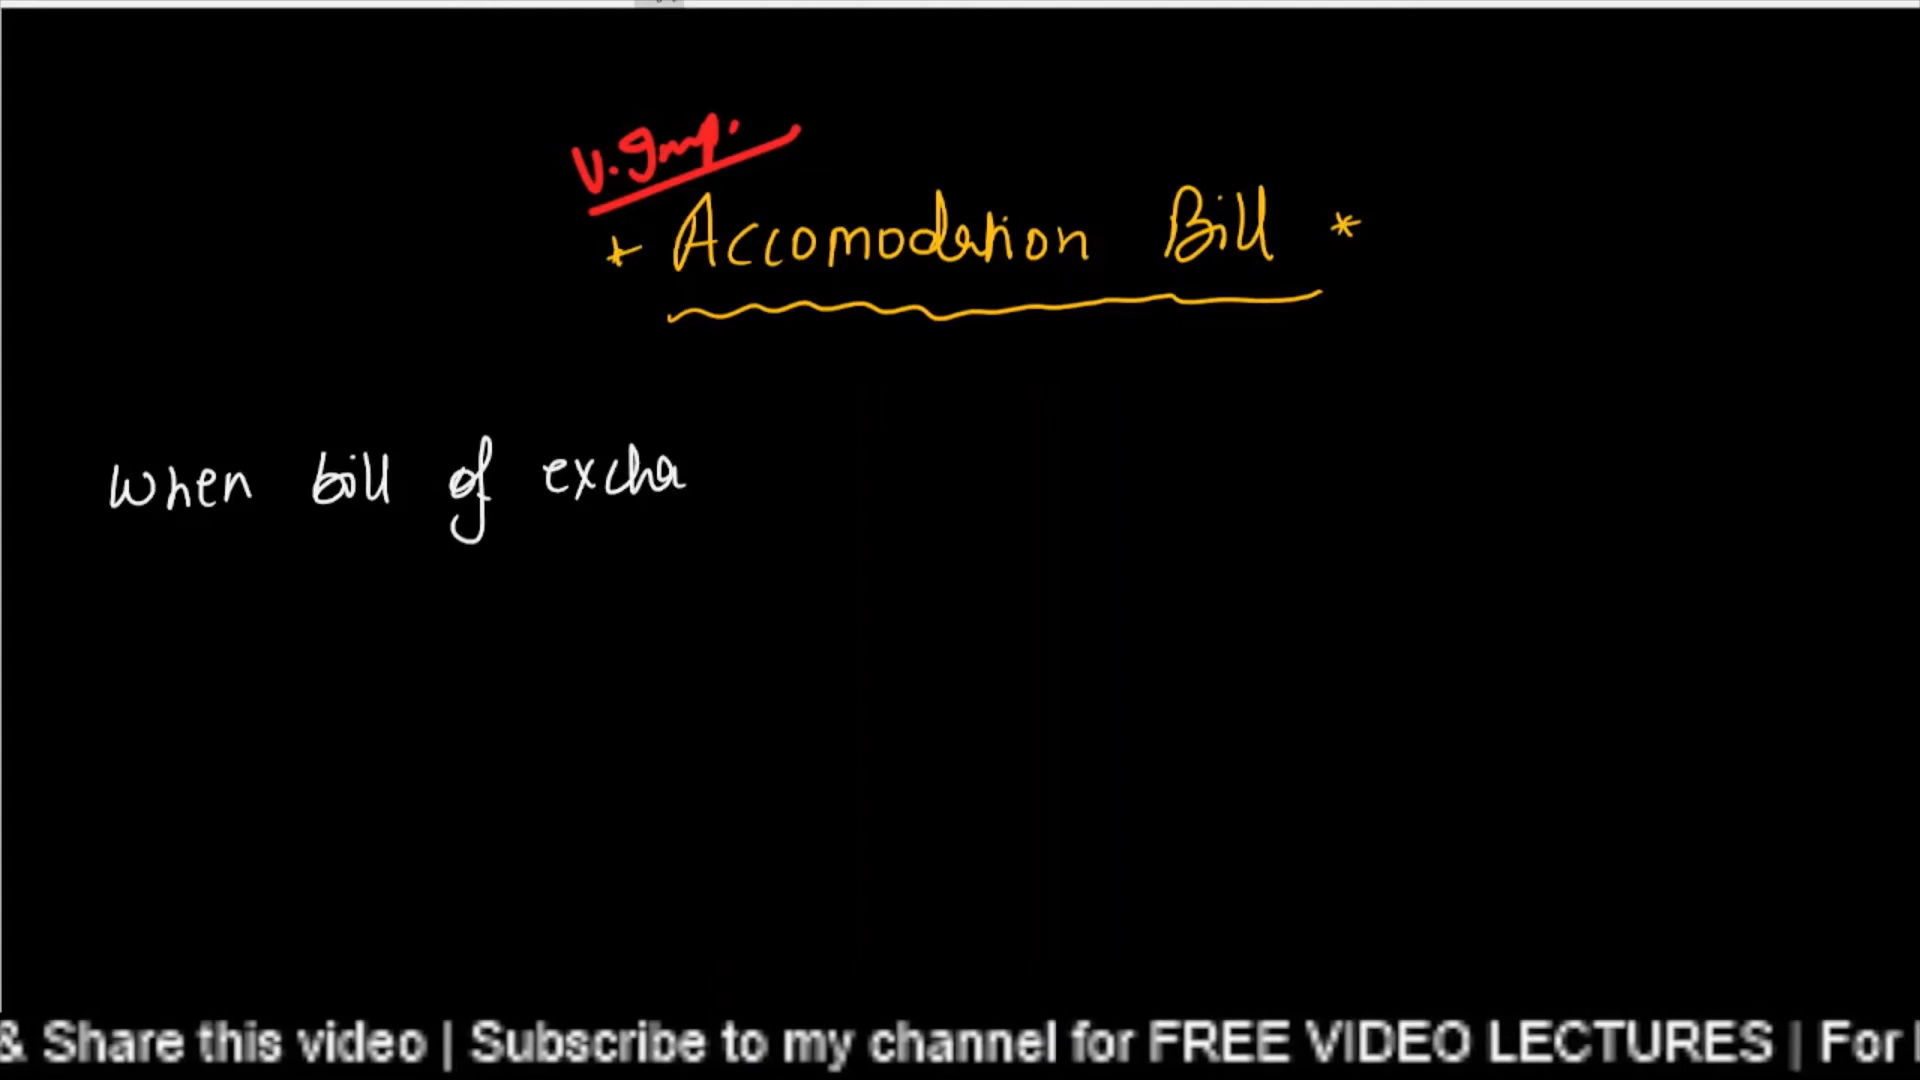 V. Imp.
* Accomodation Bill *
when bill of excha
& Share this video | Subscribe to my channel for FREE VIDEO LECTURES | For